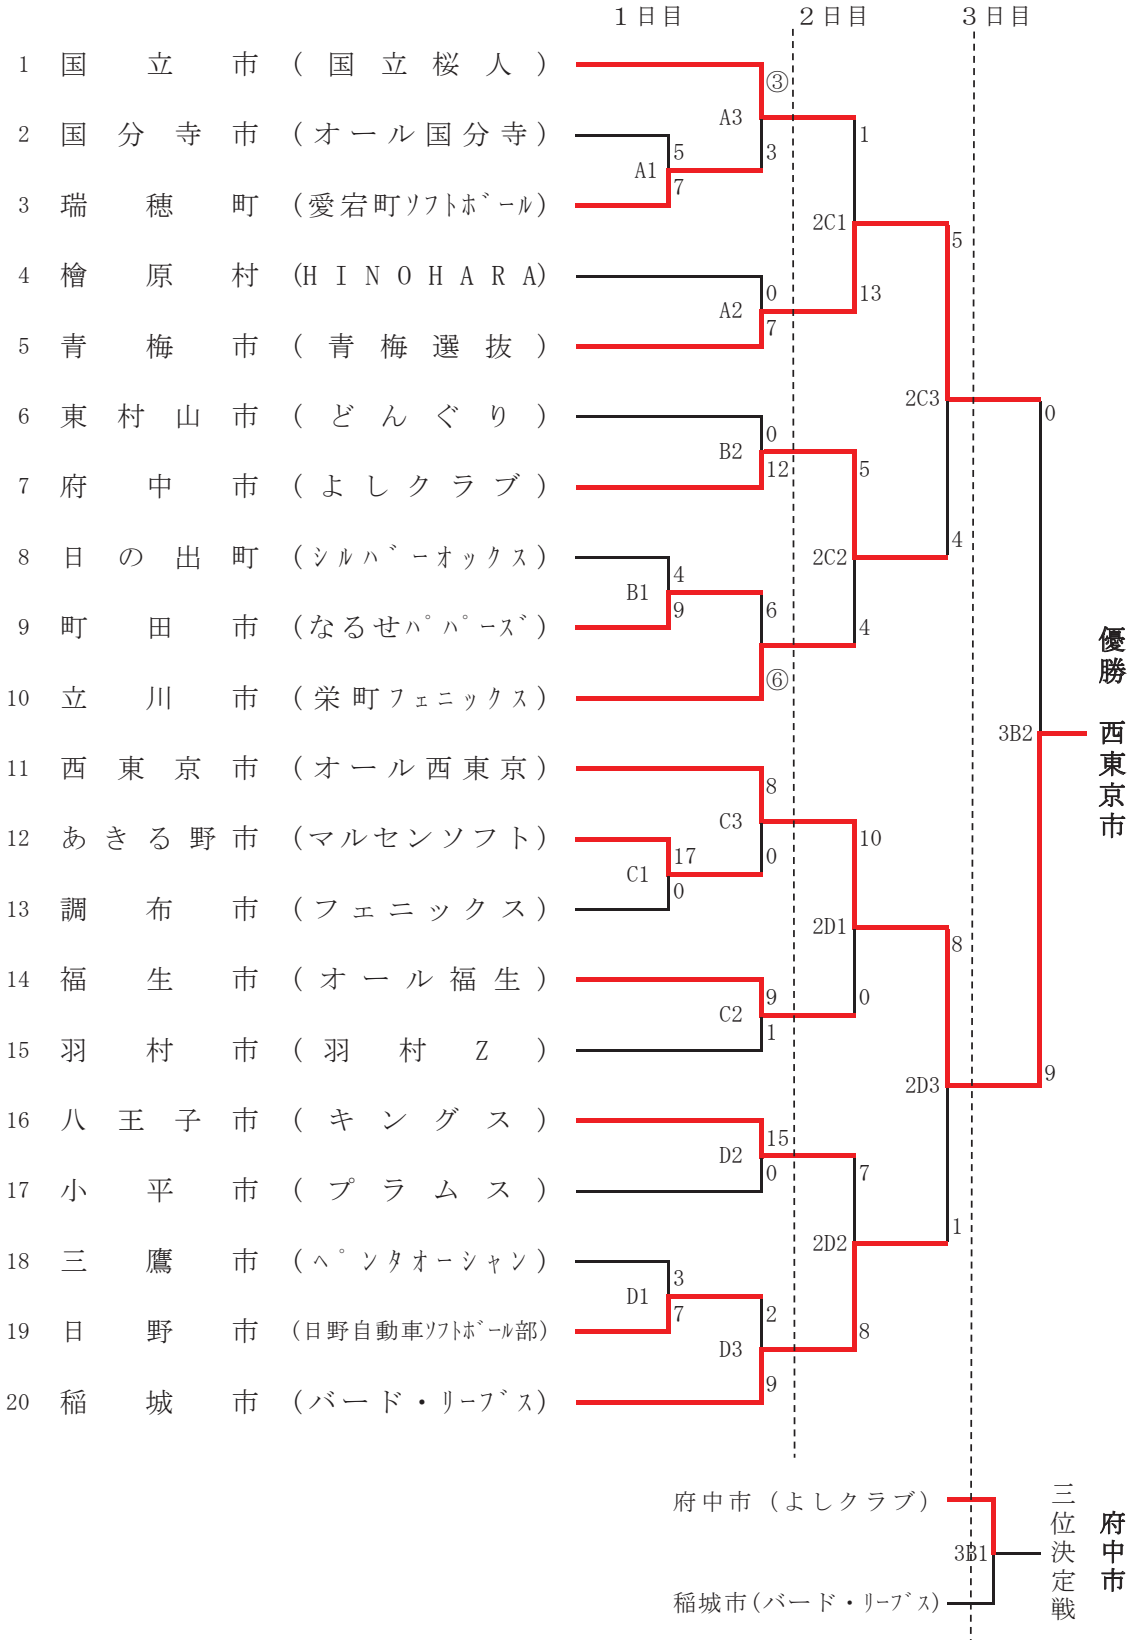 1日目 2日目 3日目
1 国立市 (国立桜人)
③
A3
2 国分寺市 (オール国分寺)
1
5
3
A1
7
3 瑞穂町 (愛宕町ソフトボール)
2C1
5
4 檜原村 (HINOHARA)
0
13
A2
7
5 青梅市 (青梅選抜)
2C3
0
6 東村山市 (どんぐり)
0
B2
12
5
7 府中市 (よしクラブ)
4
8 日の出町 (シルバーオックス)
2C2
4
B1
9
6
9 町田市 (なるせパパーズ)
4
⑥
10 立川市 (栄町フェニックス)
優勝 西東京市
3B2
11 西東京市 (オール西東京)
8
C3
12 あきる野市 (マルセンソフト)
10
17
0
C1
0
13 調布市 (フェニックス)
2D1
8
14 福生市 (オール福生)
9
0
C2
1
15 羽村市 (羽村Z)
9
2D3
16 八王子市 (キングス)
15
D2
0
7
17 小平市 (プラムス)
1
2D2
18 三鷹市 (ペンタオーシャン)
3
D1
7
2
19 日野市 (日野自動車ソフトボール部)
8
D3
9
20 稲城市 (バード・リーブス)
府中市(よしクラブ)
3B1
三位決定戦 府中市
稲城市(バード・リーブス)